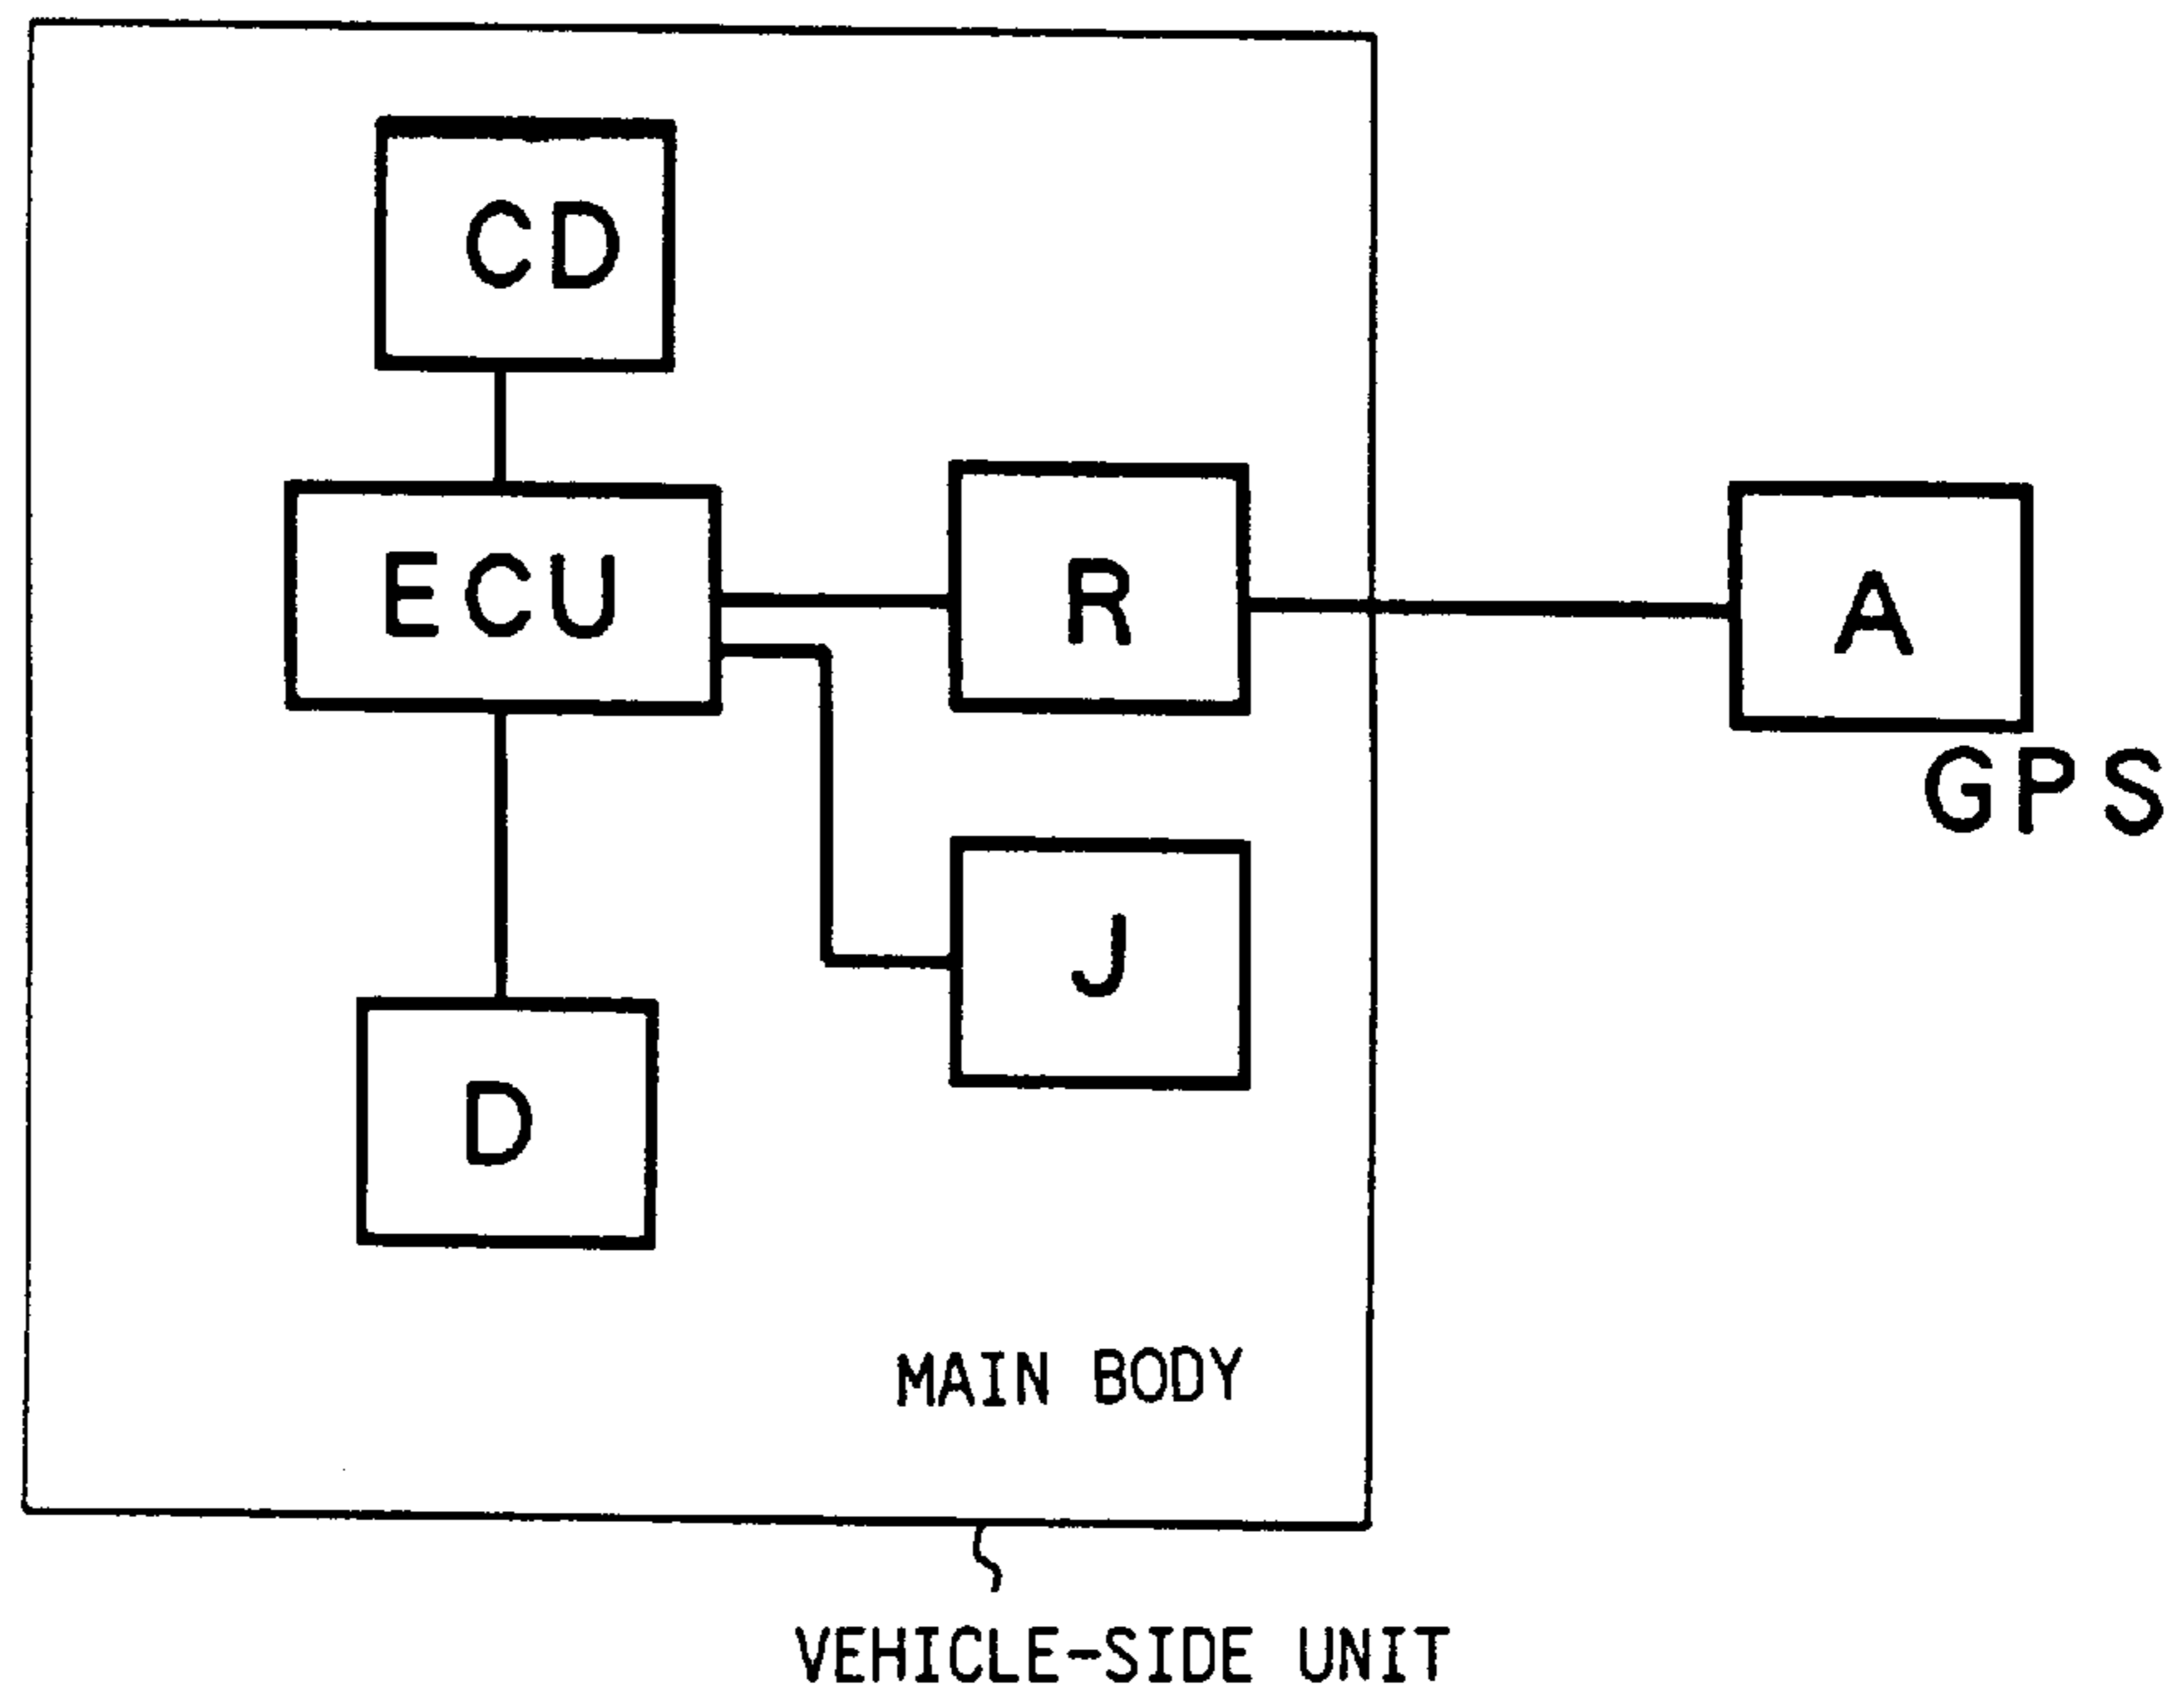 CD
ECU
R
A
GPS
J
D
MAIN BODY
VEHICLE-SIDE UNIT